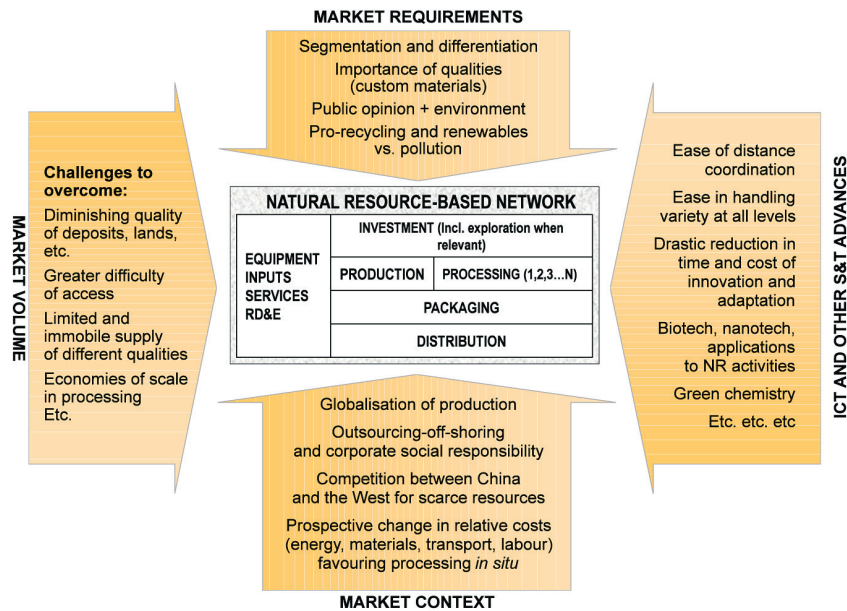 MARKET REQUIREMENTS
Segmentation and differentiation
Importance of qualities
(custom materials)
Public opinion + environment
Pro-recycling and renewables
vs. pollution
MARKET VOLUME
Challenges to
overcome:
Diminishing quality
of deposits, lands,
etc.
Greater difficulty
of access
Limited and
immobile supply
of different qualities
Economies of scale
in processing
Etc.
NATURAL RESOURCE-BASED NETWORK
EQUIPMENT
INPUTS
SERVICES
RD&E
INVESTMENT (Incl. exploration when
relevant)
PRODUCTION
PROCESSING (1,2,3...N)
PACKAGING
DISTRIBUTION
Ease of distance
coordination
Ease in handling
variety at all levels
Drastic reduction in
time and cost of
innovation and
adaptation
Biotech, nanotech,
applications
to NR activities
Green chemistry
Etc. etc. etc
ICT AND OTHER S&T ADVANCES
Globalisation of production
Outsourcing-off-shoring
and corporate social responsibility
Competition between China
and the West for scarce resources
Prospective change in relative costs
(energy, materials, transport, labour)
favouring processing in situ
MARKET CONTEXT